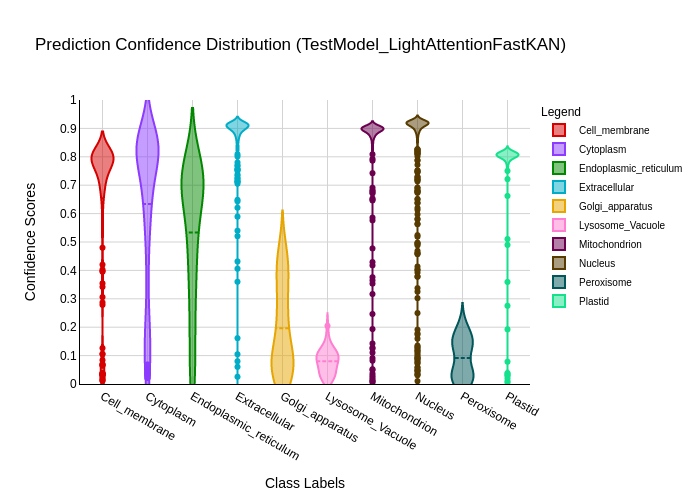 Prediction Confidence Distribution (TestModel_LightAttentionFastKAN)
Confidence Scores
1
0.9
0.8
0.7
0.6
0.5
0.4
0.3
0.2
0.1
0
Cell_membrane
Cytoplasm
Endoplasmic_reticulum
Extracellular
Golgi_apparatus
Lysosome_Vacuole
Mitochondrion
Nucleus
Peroxisome
Plastid
Class Labels
Legend
Cell_membrane
Cytoplasm
Endoplasmic_reticulum
Extracellular
Golgi_apparatus
Lysosome_Vacuole
Mitochondrion
Nucleus
Peroxisome
Plastid